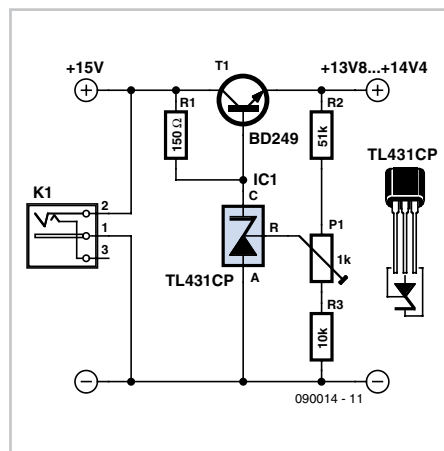 +15V
T1
+13V8...+14V4
R1
150 Ω
BD249
R2
51k
TL431CP
K1
2
1
3
IC1
C
R
A
TL431CP
P1
1k
R3
10k
090014 - 11